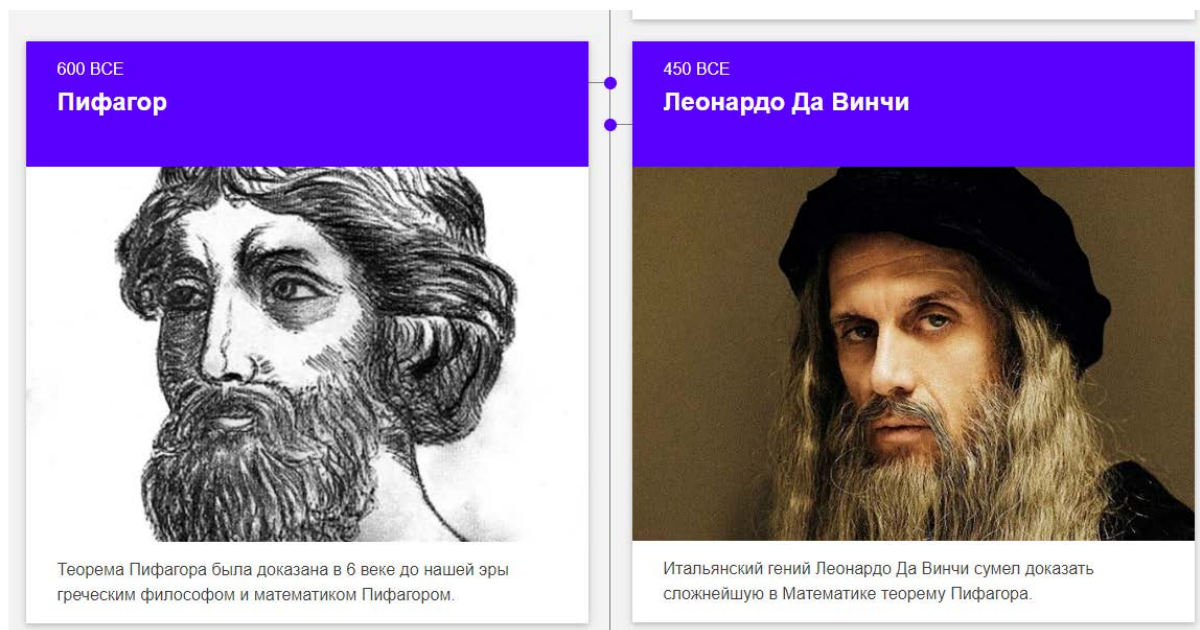 600 BCE
Пифагор
Теорема Пифагора была доказана в 6 веке до нашей эры
греческим философом и математиком Пифагором.
450 BCE
Леонардо Да Винчи
Итальянский гений Леонардо Да Винчи сумел доказать
сложнейшую в Математике теорему Пифагора.